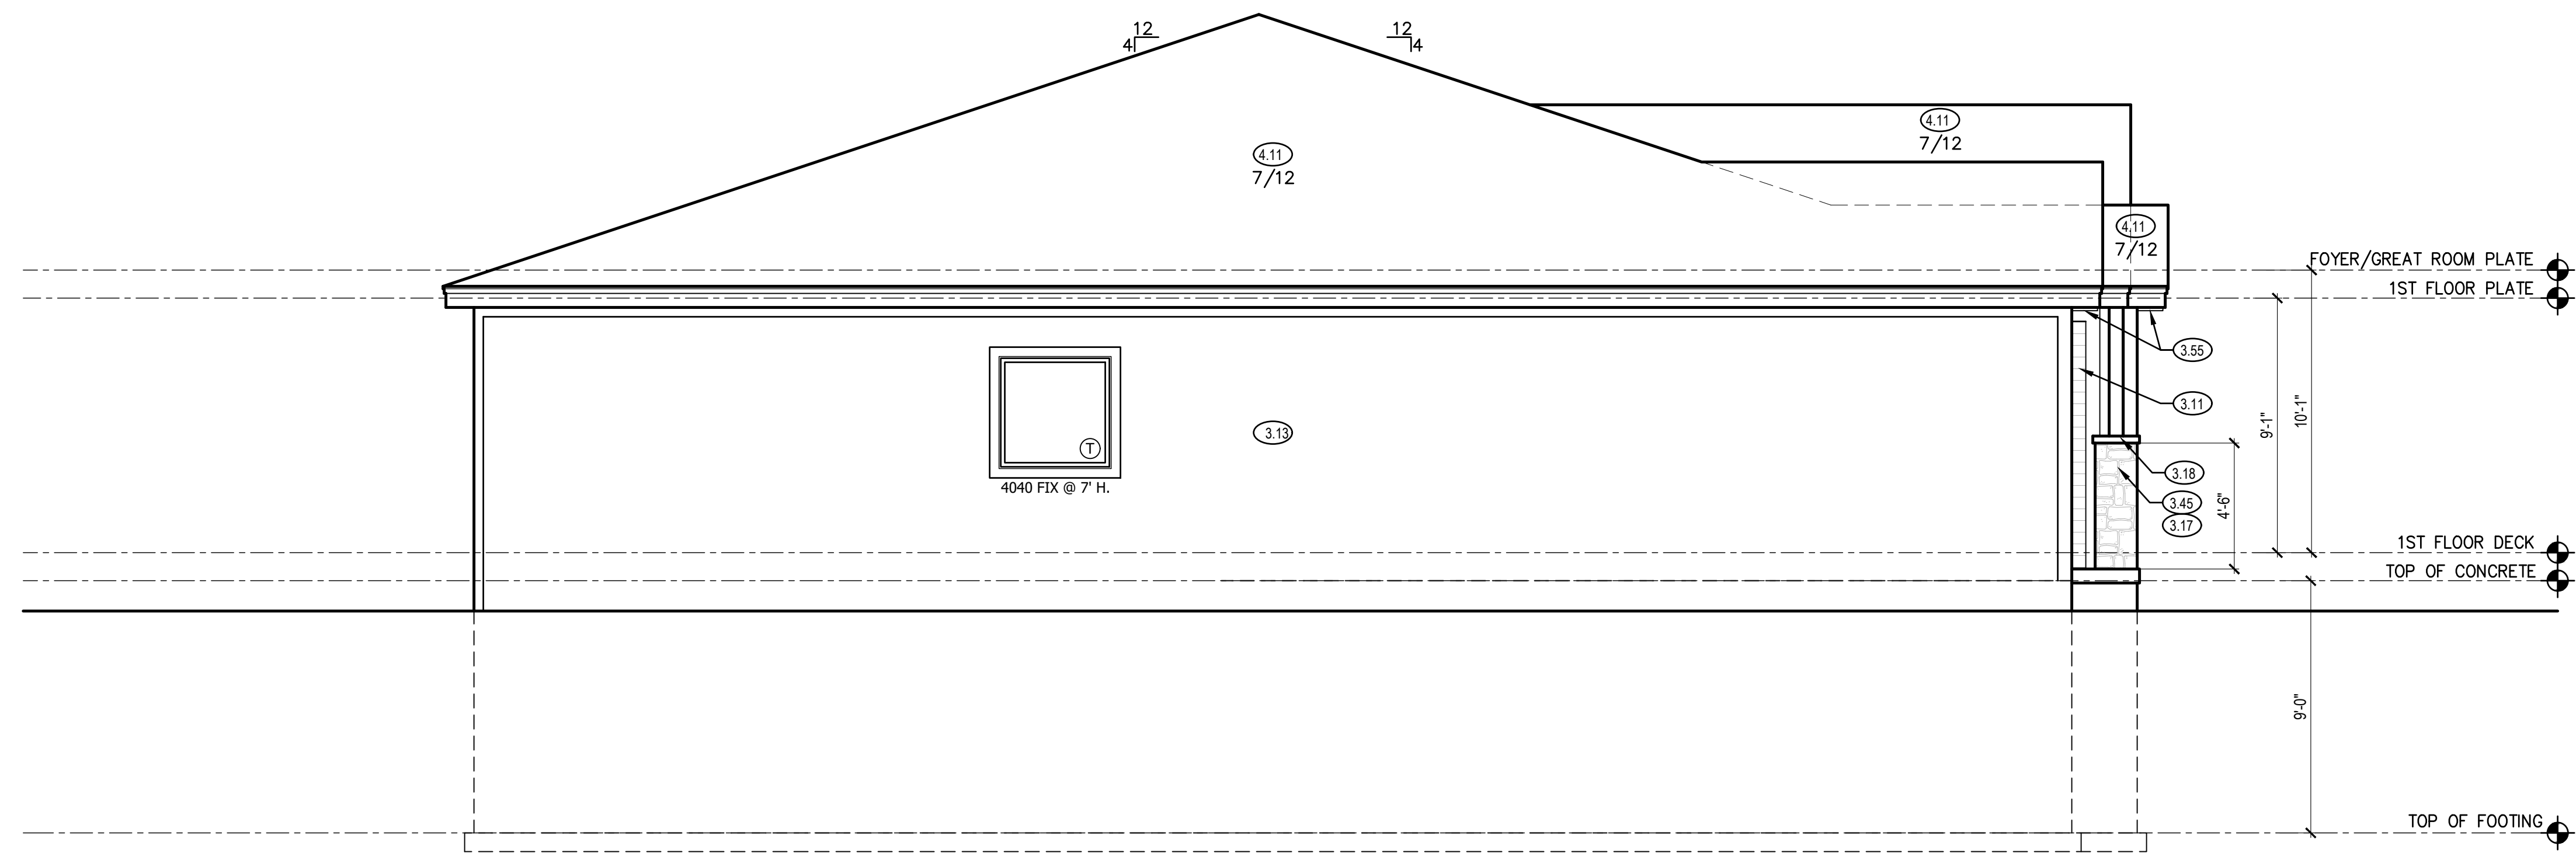 12
4
12
4
4.11
7/12
4.11
7/12
4.11
7/12
FOYER/GREAT ROOM PLATE
1ST FLOOR PLATE
3.55
3.11
9'-1"
10'-1"
3.13
T
4040 FIX @ 7' H.
3.18
3.45
3.17
4'-6"
1ST FLOOR DECK
TOP OF CONCRETE
9'-0"
TOP OF FOOTING